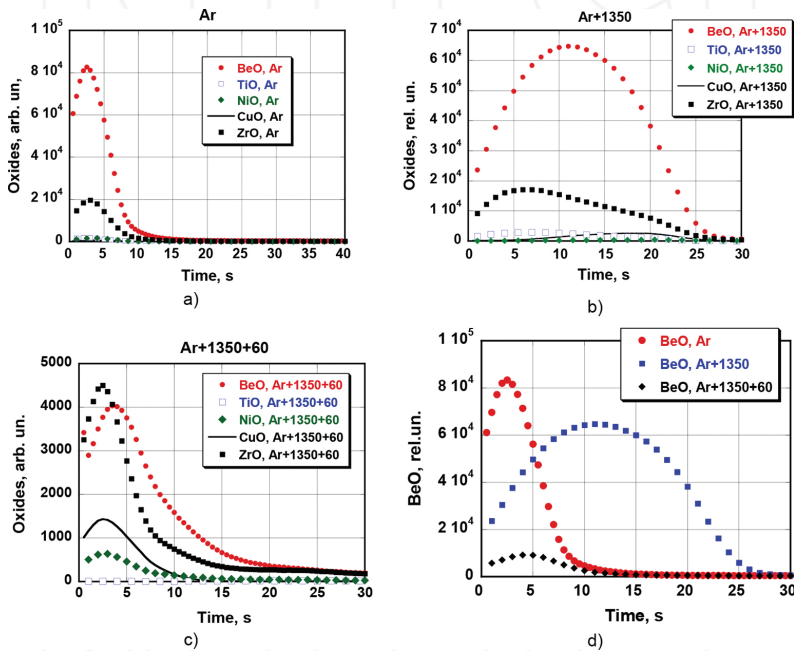 Ar
Oxides, arb. un,
1 10⁵
8 10⁴
6 10⁴
4 10⁴
2 10⁴
0
0 5 10 15 20 25 30 35 40
Time, s
BeO, Ar
TiO, Ar
NiO, Ar
CuO, Ar
ZrO, Ar
a)
Ar+1350
Oxides, rel. un.
7 10⁴
6 10⁴
5 10⁴
4 10⁴
3 10⁴
2 10⁴
1 10⁴
0
0 5 10 15 20 25 30
Time, s
BeO, Ar+1350
TiO, Ar+1350
NiO, Ar+1350
CuO, Ar+1350
ZrO, Ar+1350
b)
Ar+1350+60
Oxides, arb. un.
5000
4000
3000
2000
1000
0
0 5 10 15 20 25 30
Time, s
BeO, Ar+1350+60
TiO, Ar+1350+60
NiO, Ar+1350+60
CuO, Ar+1350+60
ZrO, Ar+1350+60
c)
BeO, rel.un.
1 10⁵
8 10⁴
6 10⁴
4 10⁴
2 10⁴
0
0 5 10 15 20 25 30
Time, s
BeO, Ar
BeO, Ar+1350
BeO, Ar+1350+60
d)